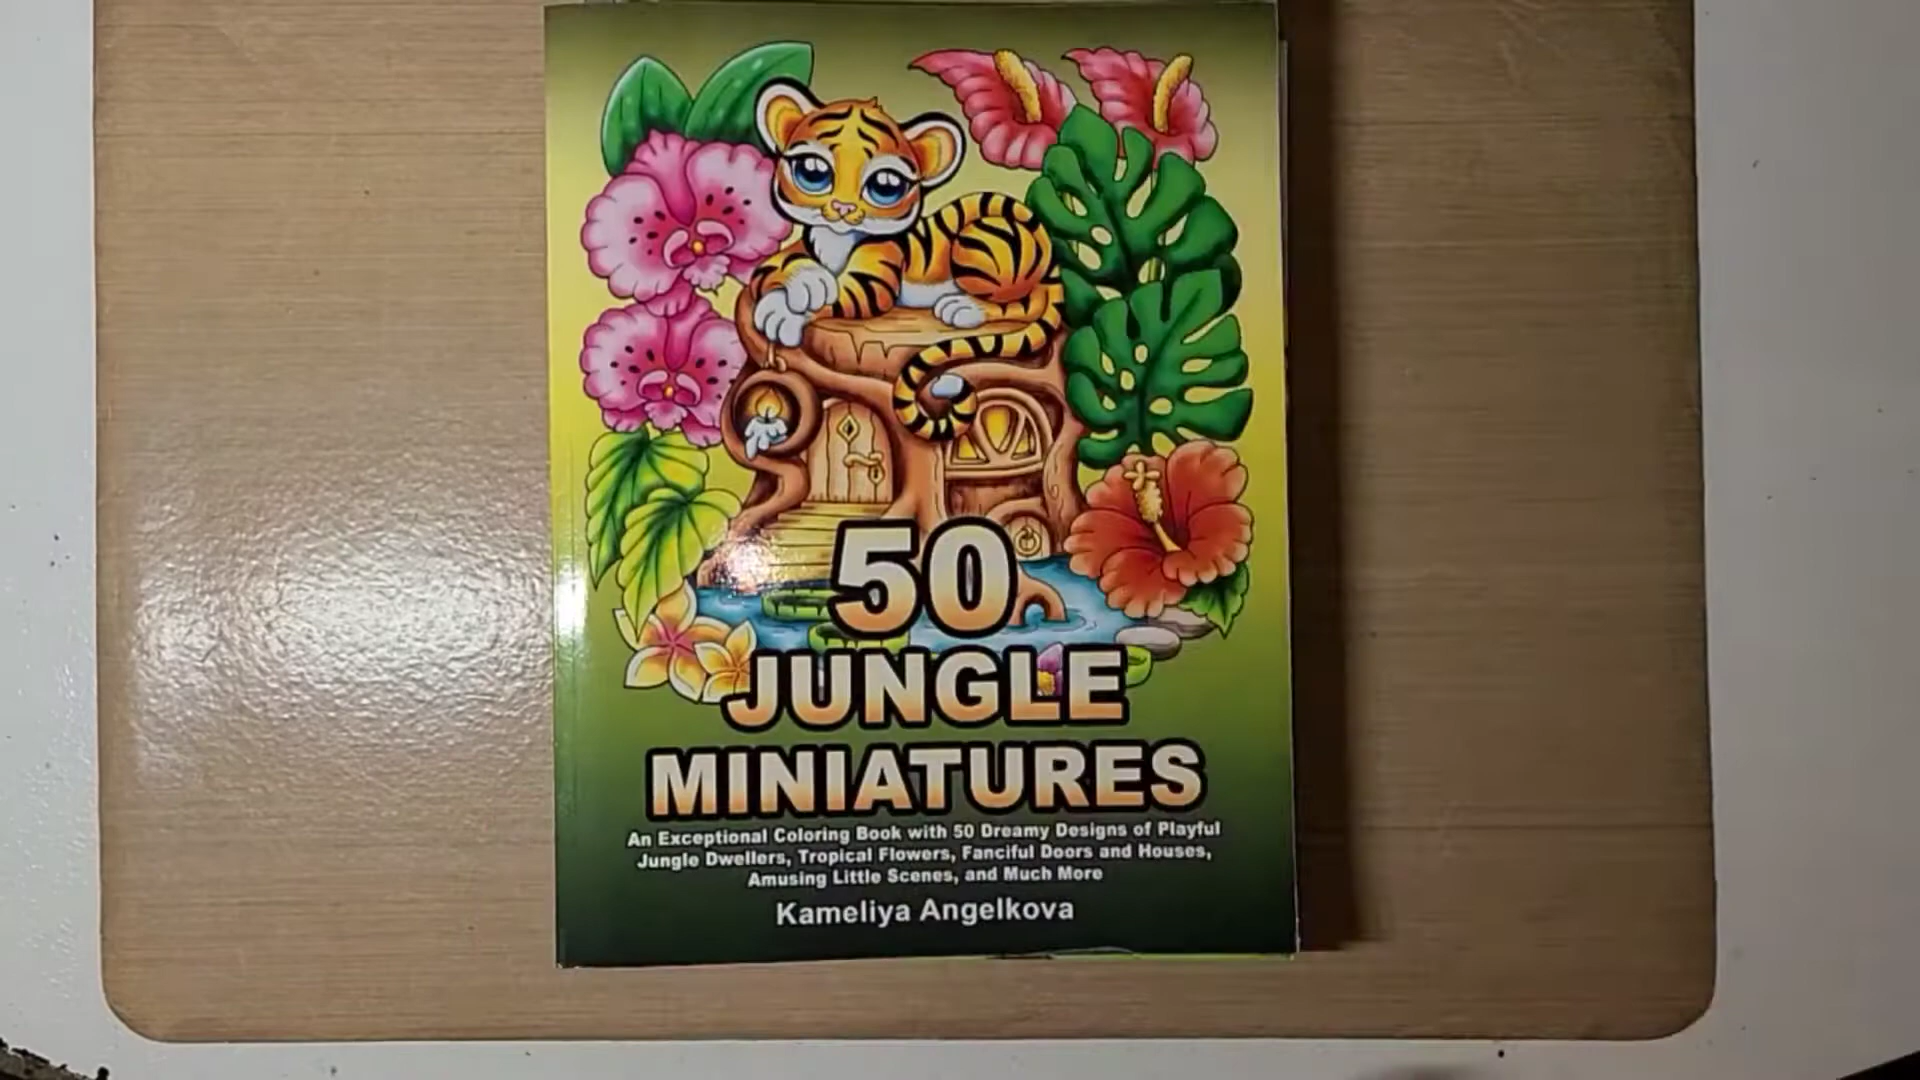 50
JUNGLE
MINIATURES
An Exceptional Coloring Book with 50 Dreamy Designs of Playful
Jungle Dwellers, Tropical Flowers, Fanciful Doors and Houses,
Amusing Little Scenes, and Much More
Kameliya Angelkova